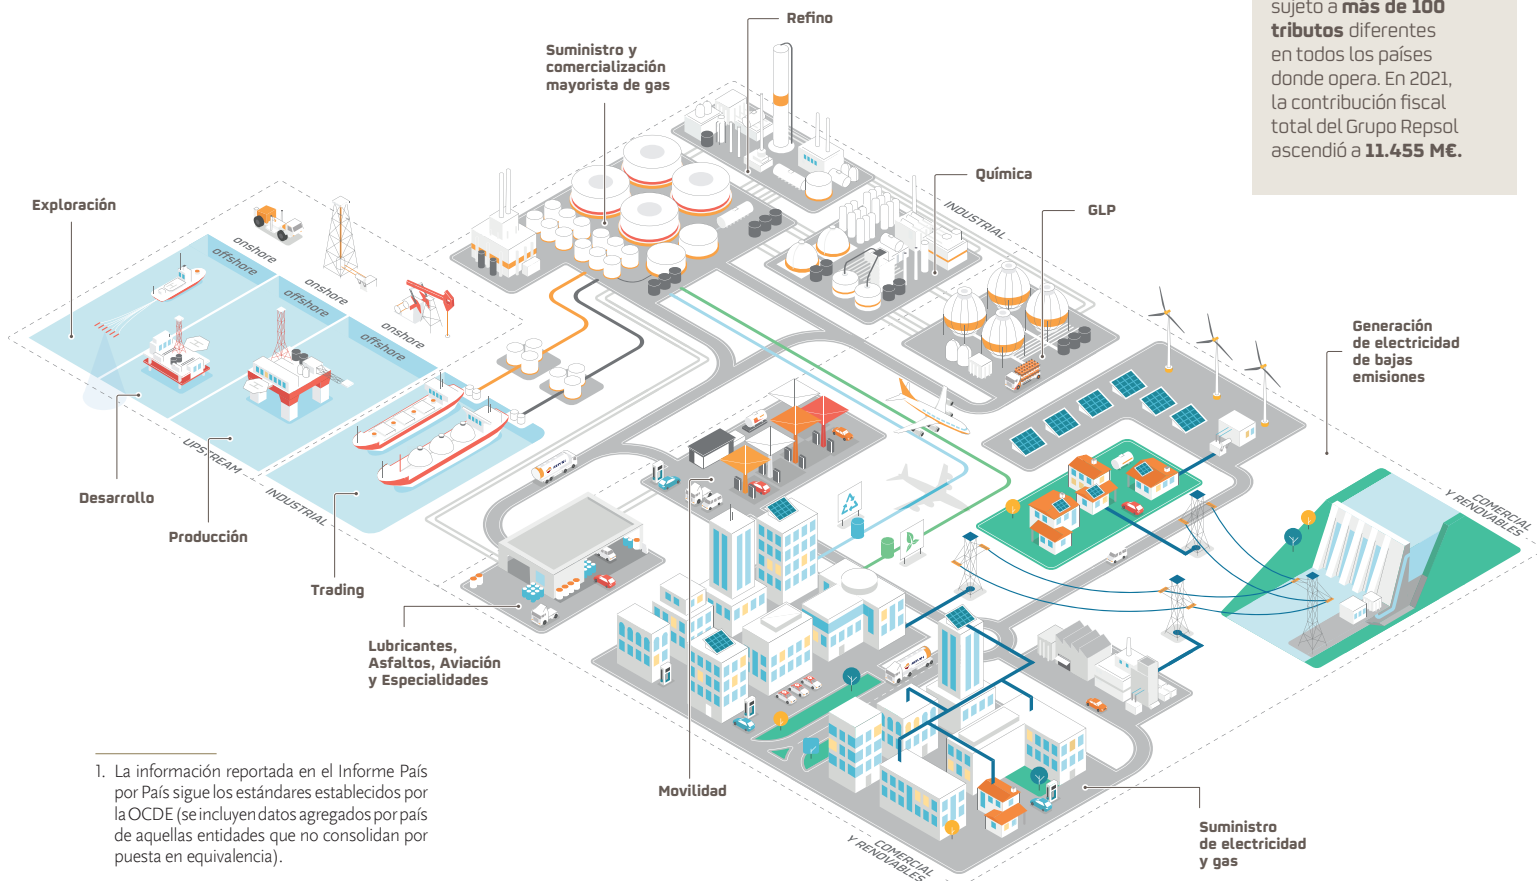 sujeto a más de 100
tributos diferentes
en todos los países
donde opera. En 2021,
la contribución fiscal
total del Grupo Repsol
ascendió a 11.455 M€.
Refino
Suministro y
comercialización
mayorista de gas
Química
GLP
INDUSTRIAL
Exploración
onshore
offshore
onshore
offshore
onshore
offshore
Generación
de electricidad
de bajas
emisiones
UPSTREAM
INDUSTRIAL
Desarrollo
Producción
Trading
COMERCIAL
Y RENOVABLES
Lubricantes,
Asfaltos, Aviación
y Especialidades
Movilidad
Suministro
de electricidad
y gas
COMERCIAL
Y RENOVABLES
1. La información reportada en el Informe País
por País sigue los estándares establecidos por
la OCDE (se incluyen datos agregados por país
de aquellas entidades que no consolidan por
puesta en equivalencia).